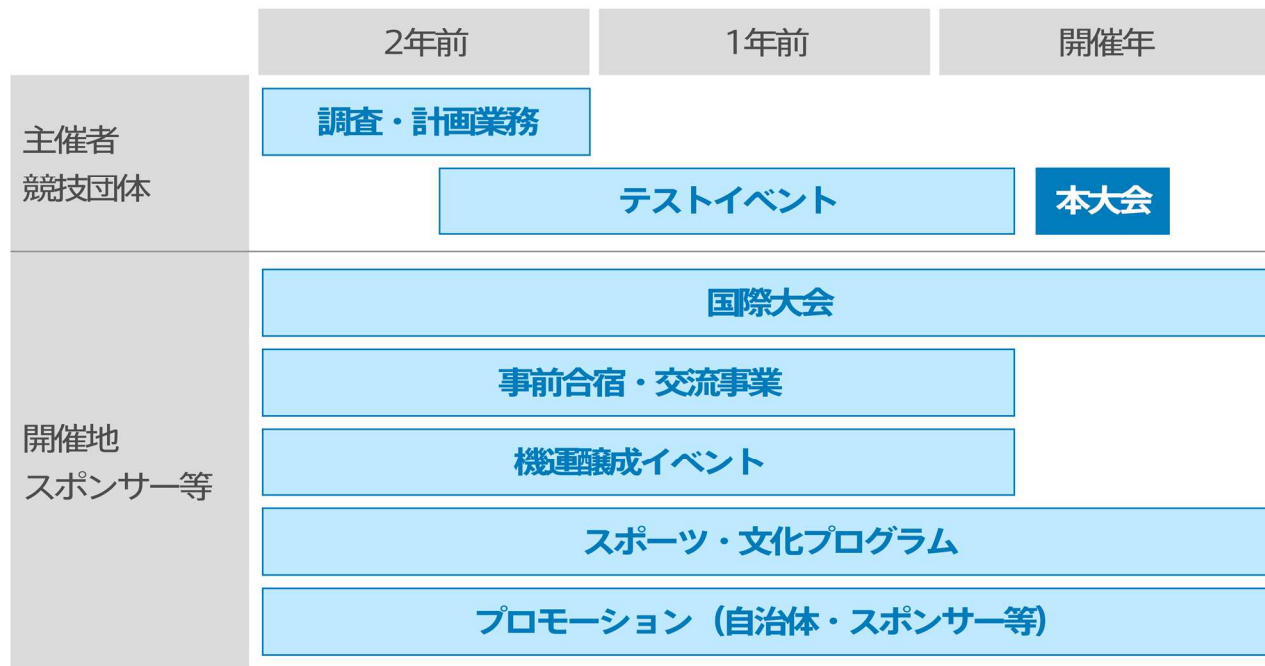 2年前
1年前
開催年
主催者
競技団体
調査・計画業務
テストイベント
本大会
開催地
スポンサー等
国際大会
事前合宿・交流事業
機運醸成イベント
スポーツ・文化プログラム
プロモーション（自治体・スポンサー等）